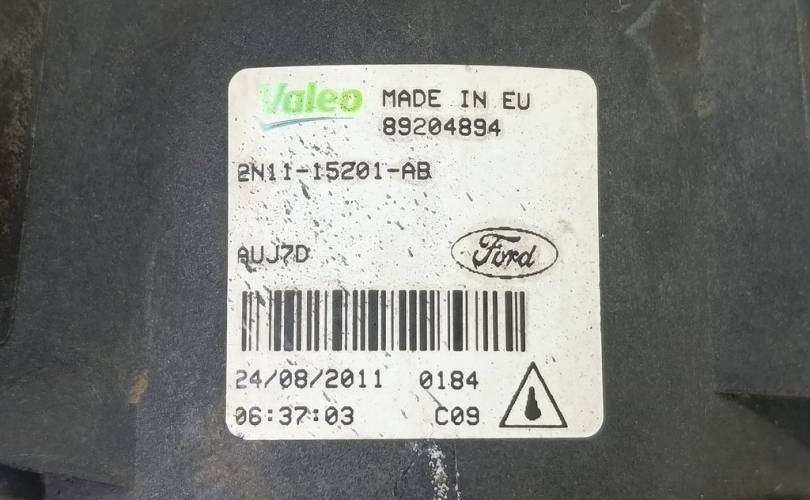 Valeo MADE IN EU
89204894
2N11-15201-AB
AUJ7D
Ford
24/08/2011 0184
06:37:03 C09